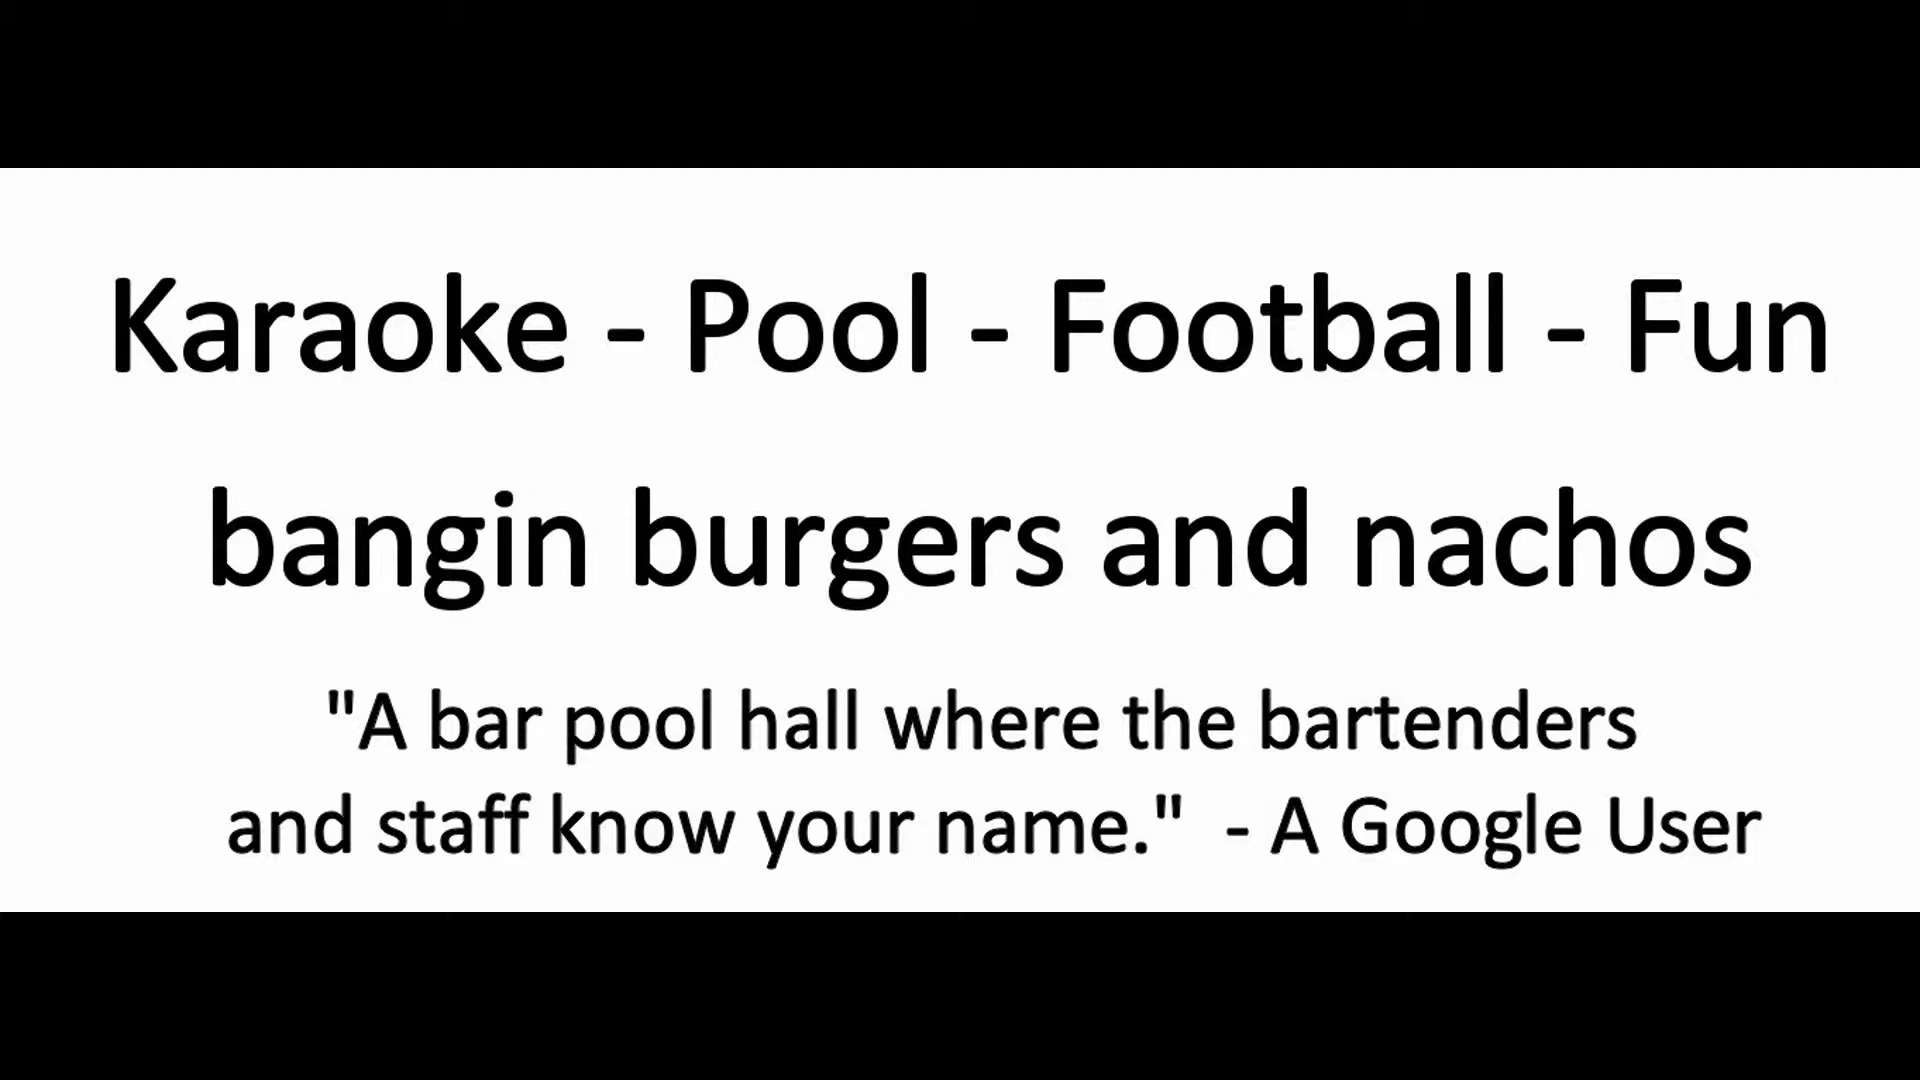 Karaoke - Pool - Football - Fun
bangin burgers and nachos
"A bar pool hall where the bartenders
and staff know your name."  - A Google User